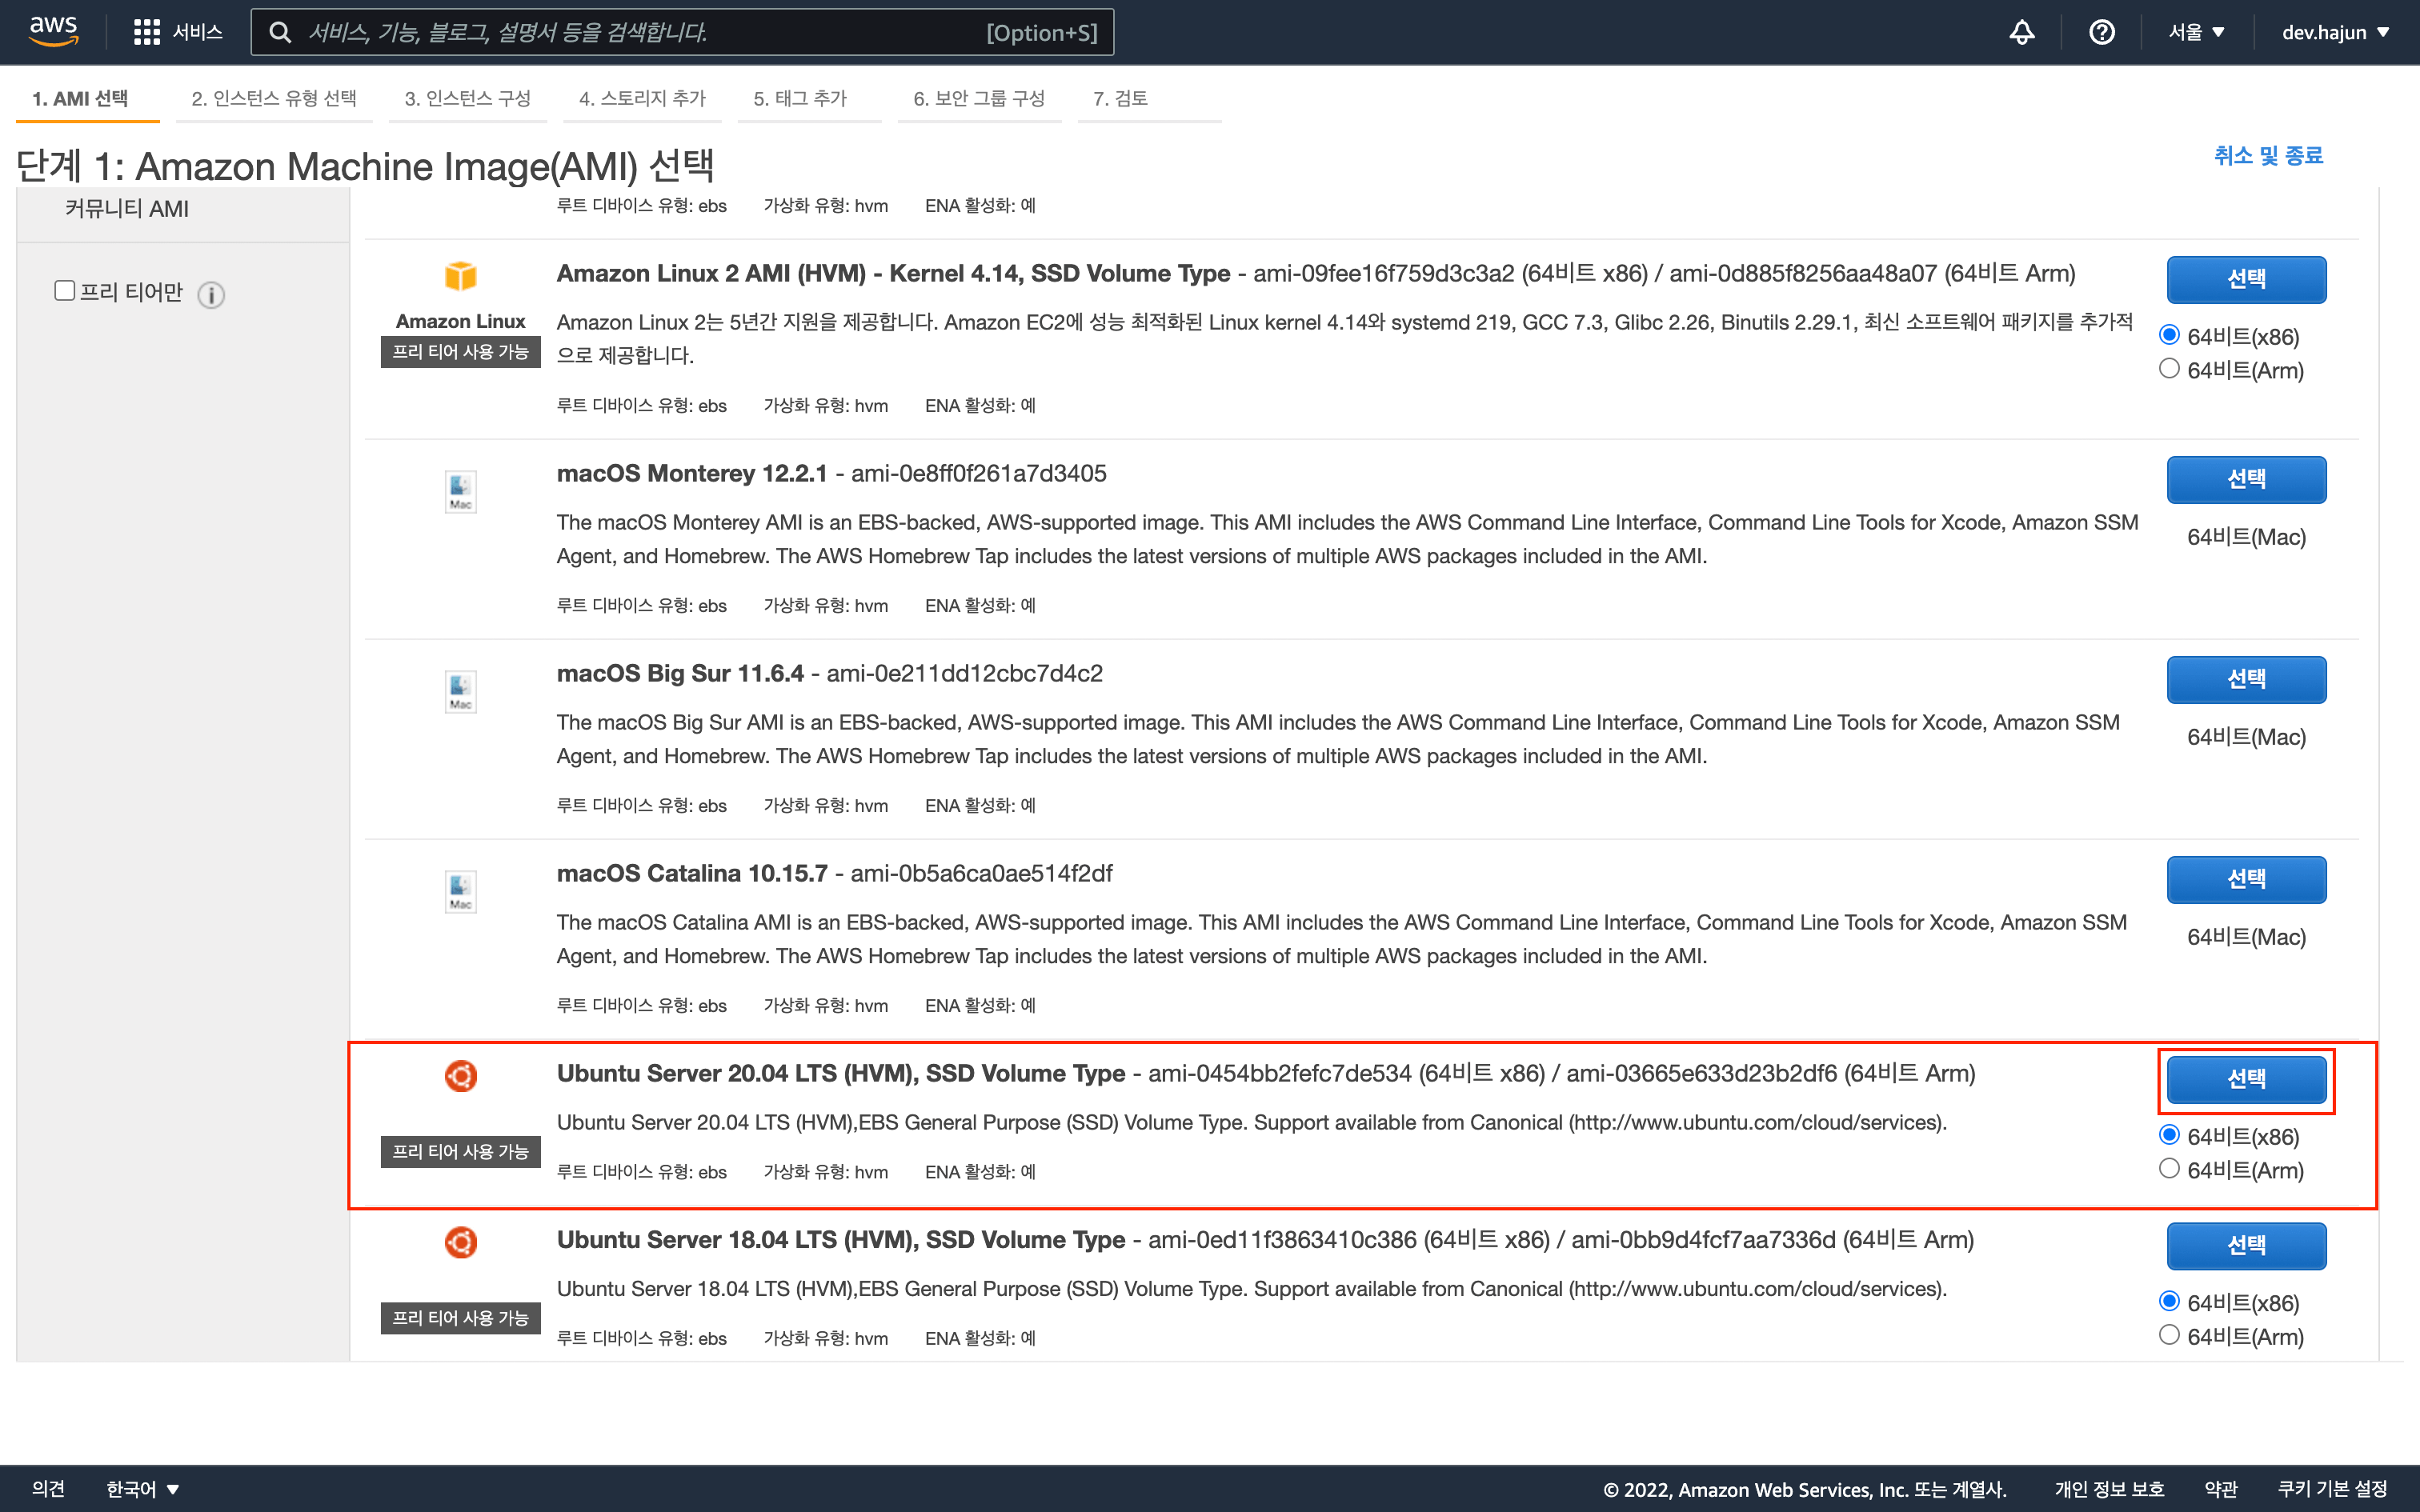 aws
서비스
서비스, 기능, 블로그, 설명서 등을 검색합니다.
[Option+S]
서울 ▼
dev.hajun ▼
1. AMI 선택
2. 인스턴스 유형 선택
3. 인스턴스 구성
4. 스토리지 추가
5. 태그 추가
6. 보안 그룹 구성
7. 검토
단계 1: Amazon Machine Image(AMI) 선택
취소 및 종료
커뮤니티 AMI
프리 티어만
루트 디바이스 유형: ebs 가상화 유형: hvm ENA 활성화: 예
Amazon Linux
프리 티어 사용 가능
Amazon Linux 2 AMI (HVM) - Kernel 4.14, SSD Volume Type - ami-09fee16f759d3c3a2 (64비트 x86) / ami-0d885f8256aa48a07 (64비트 Arm)
Amazon Linux 2는 5년간 지원을 제공합니다. Amazon EC2에 성능 최적화된 Linux kernel 4.14와 systemd 219, GCC 7.3, Glibc 2.26, Binutils 2.29.1, 최신 소프트웨어 패키지를 추가적
으로 제공합니다.
루트 디바이스 유형: ebs 가상화 유형: hvm ENA 활성화: 예
선택
64비트(x86)
64비트(Arm)
Mac
macOS Monterey 12.2.1 - ami-0e8ff0f261a7d3405
The macOS Monterey AMI is an EBS-backed, AWS-supported image. This AMI includes the AWS Command Line Interface, Command Line Tools for Xcode, Amazon SSM
Agent, and Homebrew. The AWS Homebrew Tap includes the latest versions of multiple AWS packages included in the AMI.
루트 디바이스 유형: ebs 가상화 유형: hvm ENA 활성화: 예
선택
64비트(Mac)
Mac
macOS Big Sur 11.6.4 - ami-0e211dd12cbc7d4c2
The macOS Big Sur AMI is an EBS-backed, AWS-supported image. This AMI includes the AWS Command Line Interface, Command Line Tools for Xcode, Amazon SSM
Agent, and Homebrew. The AWS Homebrew Tap includes the latest versions of multiple AWS packages included in the AMI.
루트 디바이스 유형: ebs 가상화 유형: hvm ENA 활성화: 예
선택
64비트(Mac)
Mac
macOS Catalina 10.15.7 - ami-0b5a6ca0ae514f2df
The macOS Catalina AMI is an EBS-backed, AWS-supported image. This AMI includes the AWS Command Line Interface, Command Line Tools for Xcode, Amazon SSM
Agent, and Homebrew. The AWS Homebrew Tap includes the latest versions of multiple AWS packages included in the AMI.
루트 디바이스 유형: ebs 가상화 유형: hvm ENA 활성화: 예
선택
64비트(Mac)
프리 티어 사용 가능
Ubuntu Server 20.04 LTS (HVM), SSD Volume Type - ami-0454bb2fefc7de534 (64비트 x86) / ami-03665e633d23b2df6 (64비트 Arm)
Ubuntu Server 20.04 LTS (HVM),EBS General Purpose (SSD) Volume Type. Support available from Canonical (http://www.ubuntu.com/cloud/services).
루트 디바이스 유형: ebs 가상화 유형: hvm ENA 활성화: 예
선택
64비트(x86)
64비트(Arm)
프리 티어 사용 가능
Ubuntu Server 18.04 LTS (HVM), SSD Volume Type - ami-0ed11f3863410c386 (64비트 x86) / ami-0bb9d4fcf7aa7336d (64비트 Arm)
Ubuntu Server 18.04 LTS (HVM),EBS General Purpose (SSD) Volume Type. Support available from Canonical (http://www.ubuntu.com/cloud/services).
루트 디바이스 유형: ebs 가상화 유형: hvm ENA 활성화: 예
선택
64비트(x86)
64비트(Arm)
의견
한국어 ▼
© 2022, Amazon Web Services, Inc. 또는 계열사.
개인 정보 보호
약관
쿠키 기본 설정